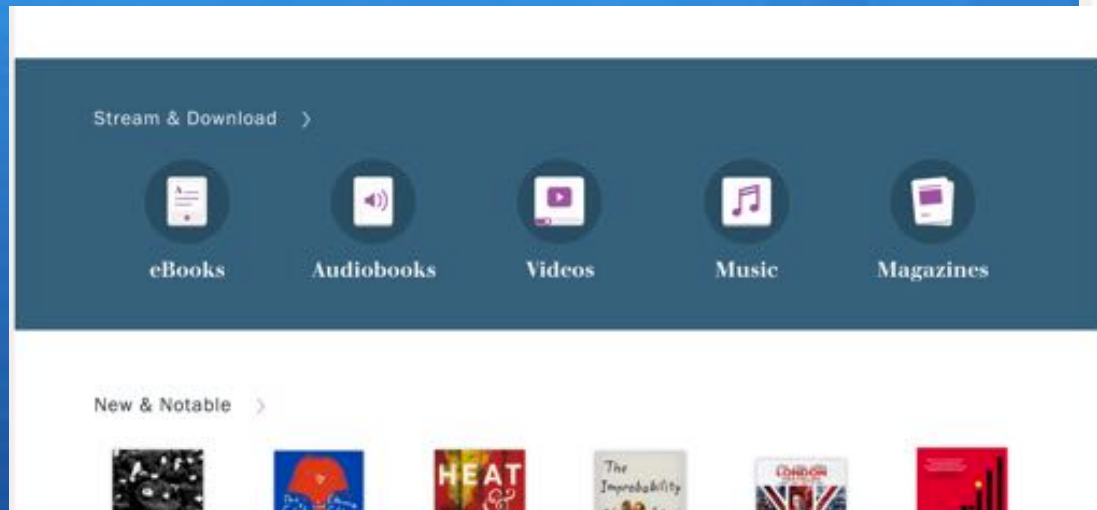 Stream & Download
eBooks Audiobooks Videos Music Magazines
New & Notable
HEAT
&
The
Improbability
LONDON